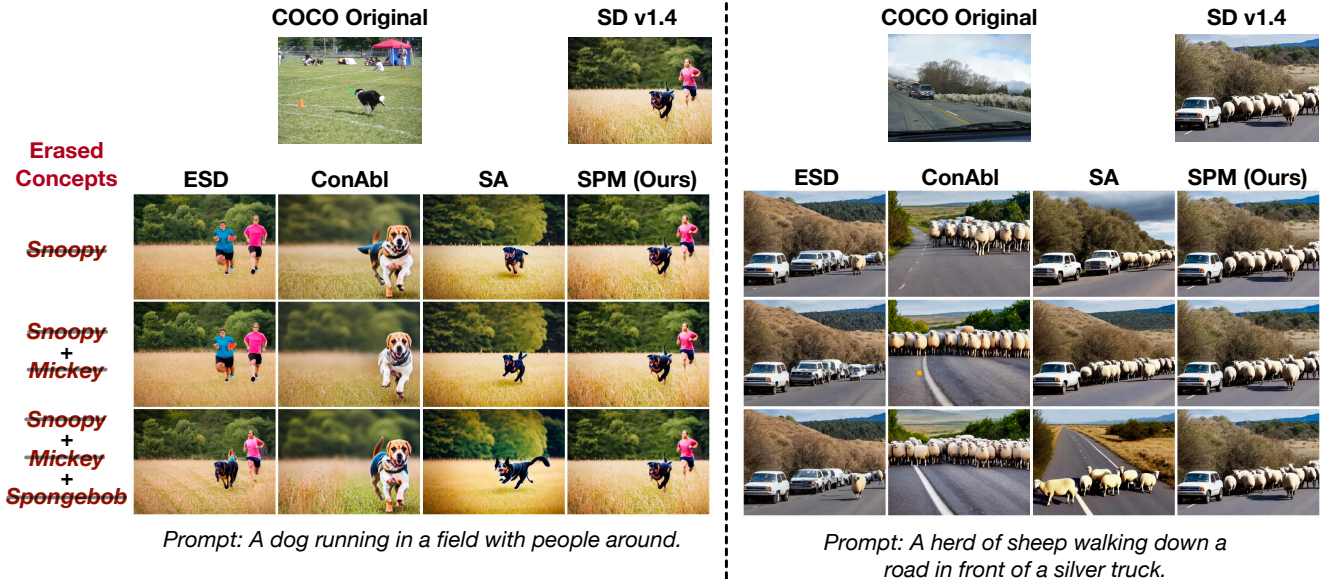 COCO Original
SD v1.4
Erased
Concepts
ESD
ConAbl
SA
SPM (Ours)
Snoopy
Snoopy
+
Mickey
Snoopy
+
Mickey
+
Spongebob
Prompt: A dog running in a field with people around.
COCO Original
SD v1.4
ESD
ConAbl
SA
SPM (Ours)
Prompt: A herd of sheep walking down a
road in front of a silver truck.